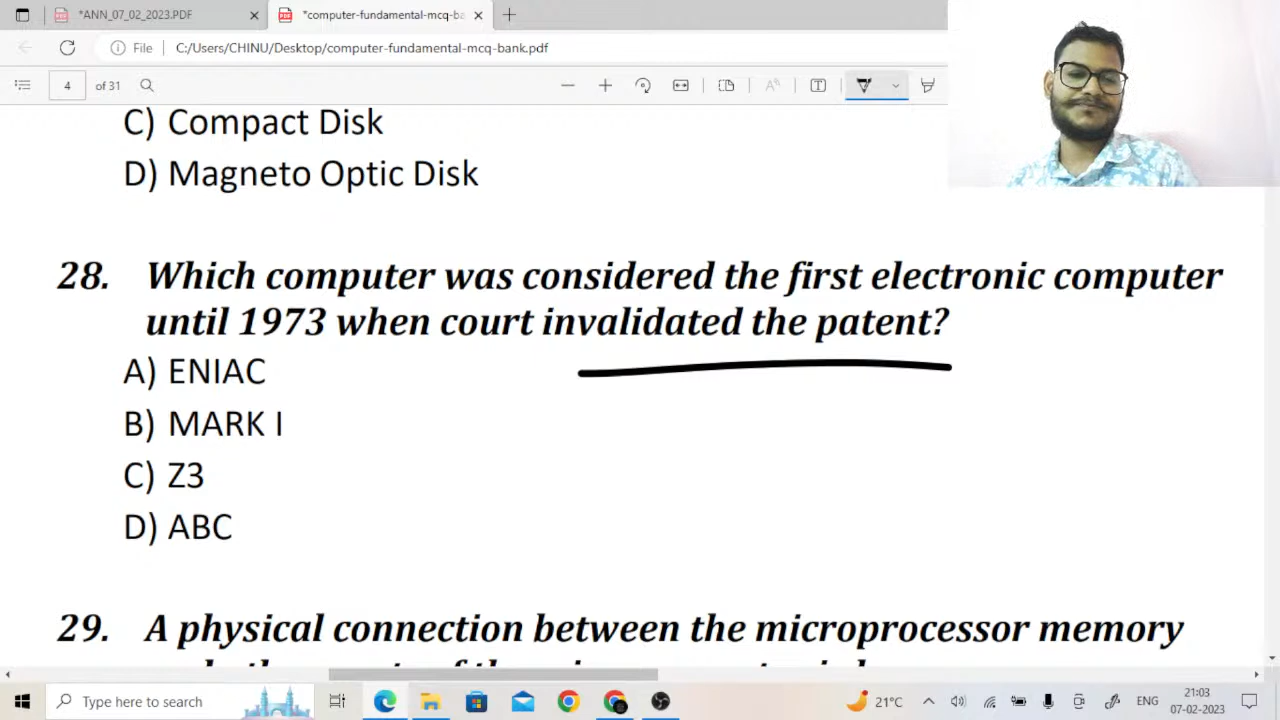 *ANN_07_02_2023.PDF
*computer-fundamental-mcq-ba
File
C:/Users/CHINU/Desktop/computer-fundamental-mcq-bank.pdf
4 of 31
C) Compact Disk
D) Magneto Optic Disk
28. Which computer was considered the first electronic computer
until 1973 when court invalidated the patent?
A) ENIAC
B) MARK I
C) Z3
D) ABC
29. A physical connection between the microprocessor memory
Type here to search
21°C
ENG
21:03
07-02-2023